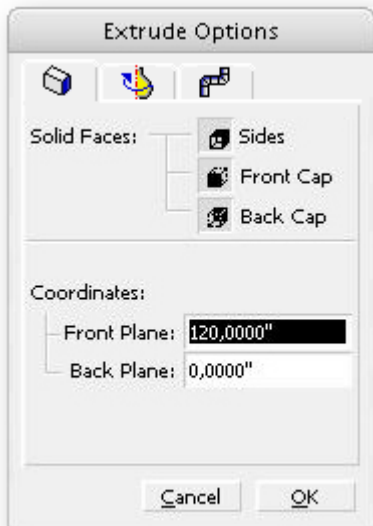 Extrude Options
Solid Faces:
Sides
Front Cap
Back Cap
Coordinates:
Front Plane: 120,0000"
Back Plane: 0,0000"
Cancel OK